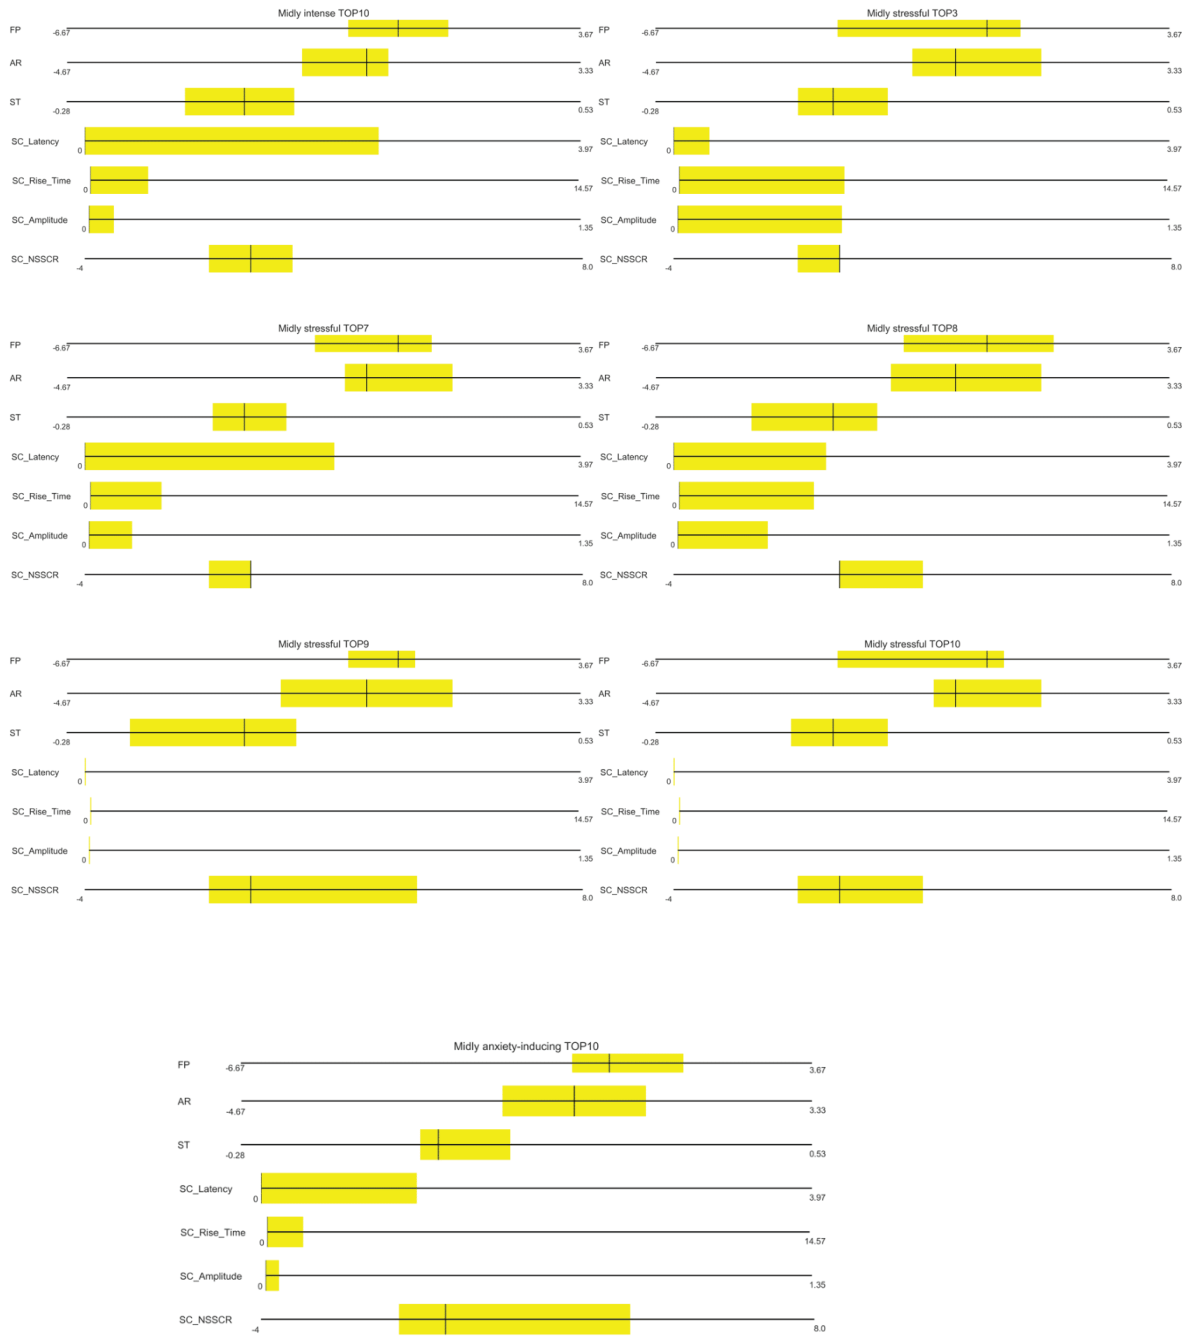 Midly intense TOP10
FP -6.67 3.67
AR -4.67 3.33
ST -0.28 0.53
SC_Latency 0 3.97
SC_Rise_Time 0 14.57
SC_Amplitude 0 1.35
SC_NSSCR -4 8.0
Midly stressful TOP3
FP -6.67 3.67
AR -4.67 3.33
ST -0.28 0.53
SC_Latency 0 3.97
SC_Rise_Time 0 14.57
SC_Amplitude 0 1.35
SC_NSSCR -4 8.0
Midly stressful TOP7
FP -6.67 3.67
AR -4.67 3.33
ST -0.28 0.53
SC_Latency 0 3.97
SC_Rise_Time 0 14.57
SC_Amplitude 0 1.35
SC_NSSCR -4 8.0
Midly stressful TOP8
FP -6.67 3.67
AR -4.67 3.33
ST -0.28 0.53
SC_Latency 0 3.97
SC_Rise_Time 0 14.57
SC_Amplitude 0 1.35
SC_NSSCR -4 8.0
Midly stressful TOP9
FP -6.67 3.67
AR -4.67 3.33
ST -0.28 0.53
SC_Latency 0 3.97
SC_Rise_Time 0 14.57
SC_Amplitude 0 1.35
SC_NSSCR -4 8.0
Midly stressful TOP10
FP -6.67 3.67
AR -4.67 3.33
ST -0.28 0.53
SC_Latency 0 3.97
SC_Rise_Time 0 14.57
SC_Amplitude 0 1.35
SC_NSSCR -4 8.0
Midly anxiety-inducing TOP10
FP -6.67 3.67
AR -4.67 3.33
ST -0.28 0.53
SC_Latency 0 3.97
SC_Rise_Time 0 14.57
SC_Amplitude 0 1.35
SC_NSSCR -4 8.0